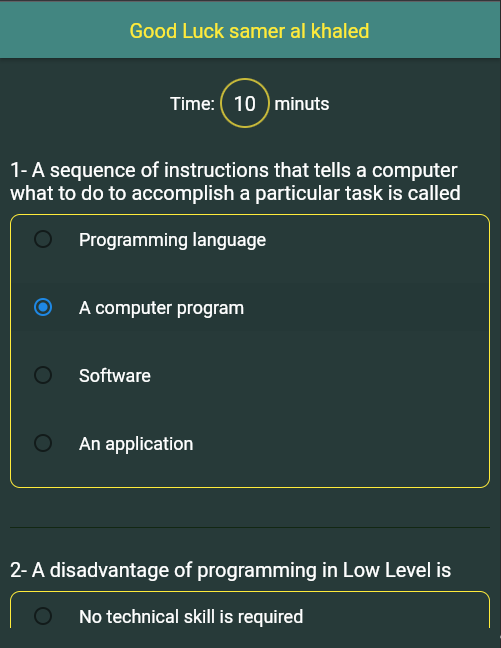 Good Luck samer al khaled
Time: 10 minuts
1- A sequence of instructions that tells a computer
what to do to accomplish a particular task is called
Programming language
A computer program
Software
An application
2- A disadvantage of programming in Low Level is
No technical skill is required